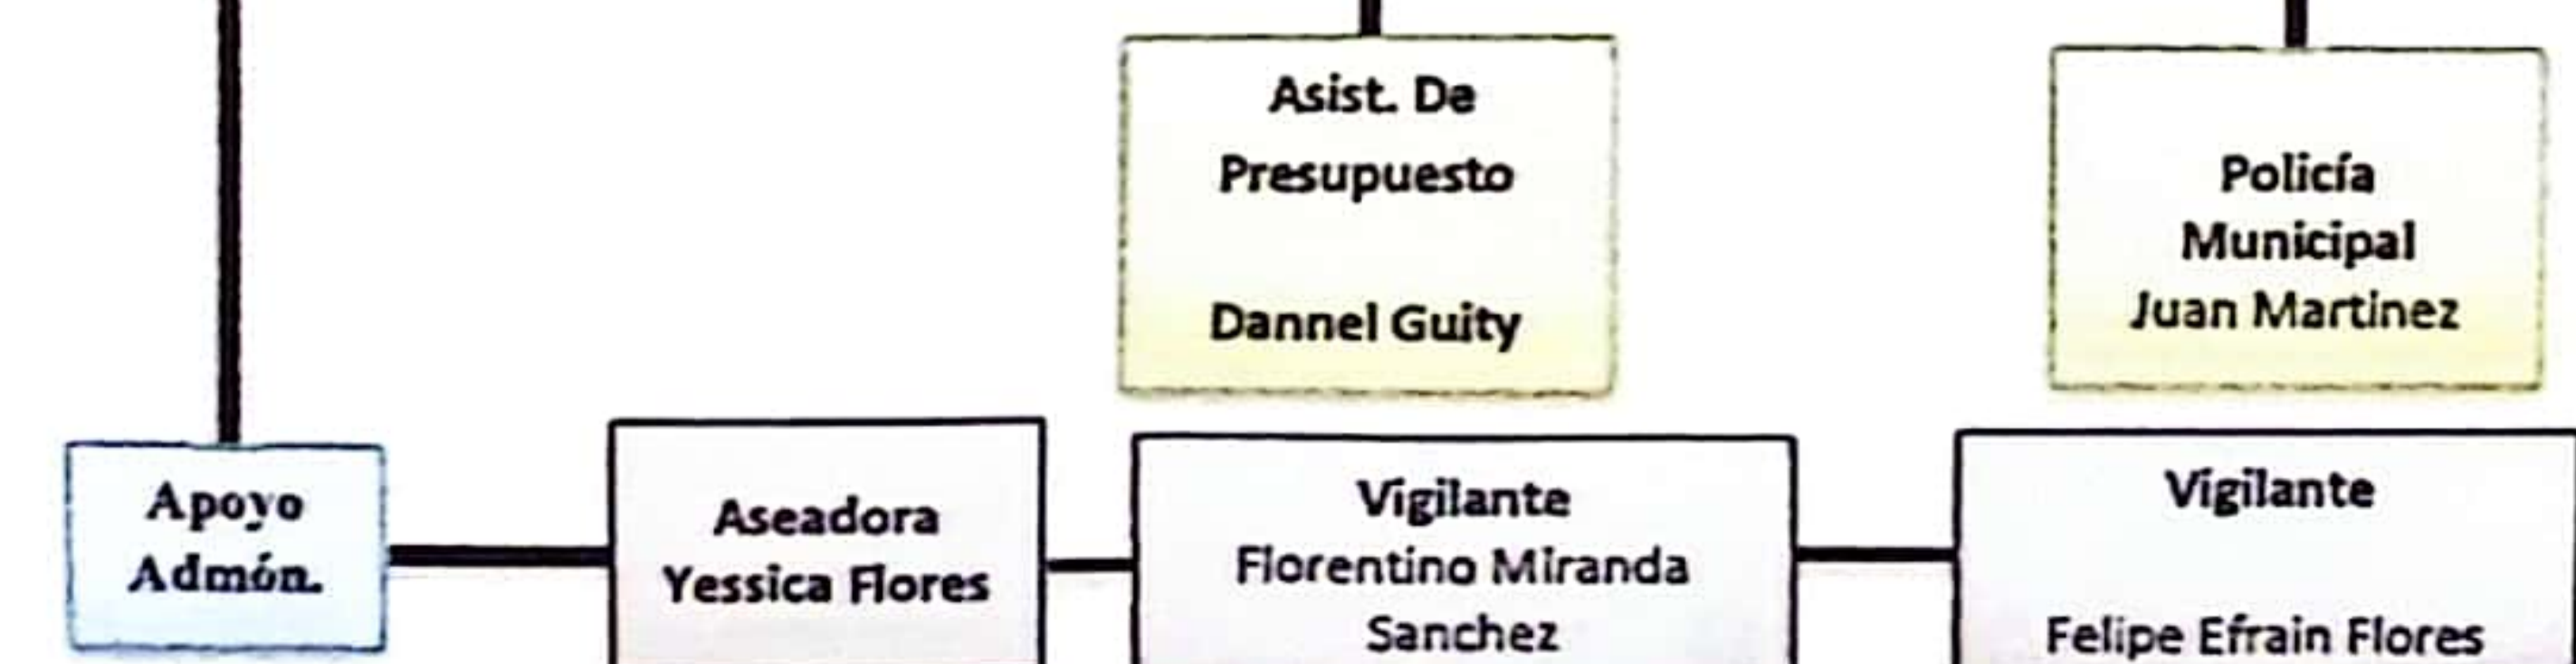 Asist. De
Presupuesto
Dannel Guity
Policía
Municipal
Juan Martinez
Apoyo
Admón.
Aseadora
Yessica Flores
Vigilante
Florentino Miranda
Sanchez
Vigilante
Felipe Efrain Flores